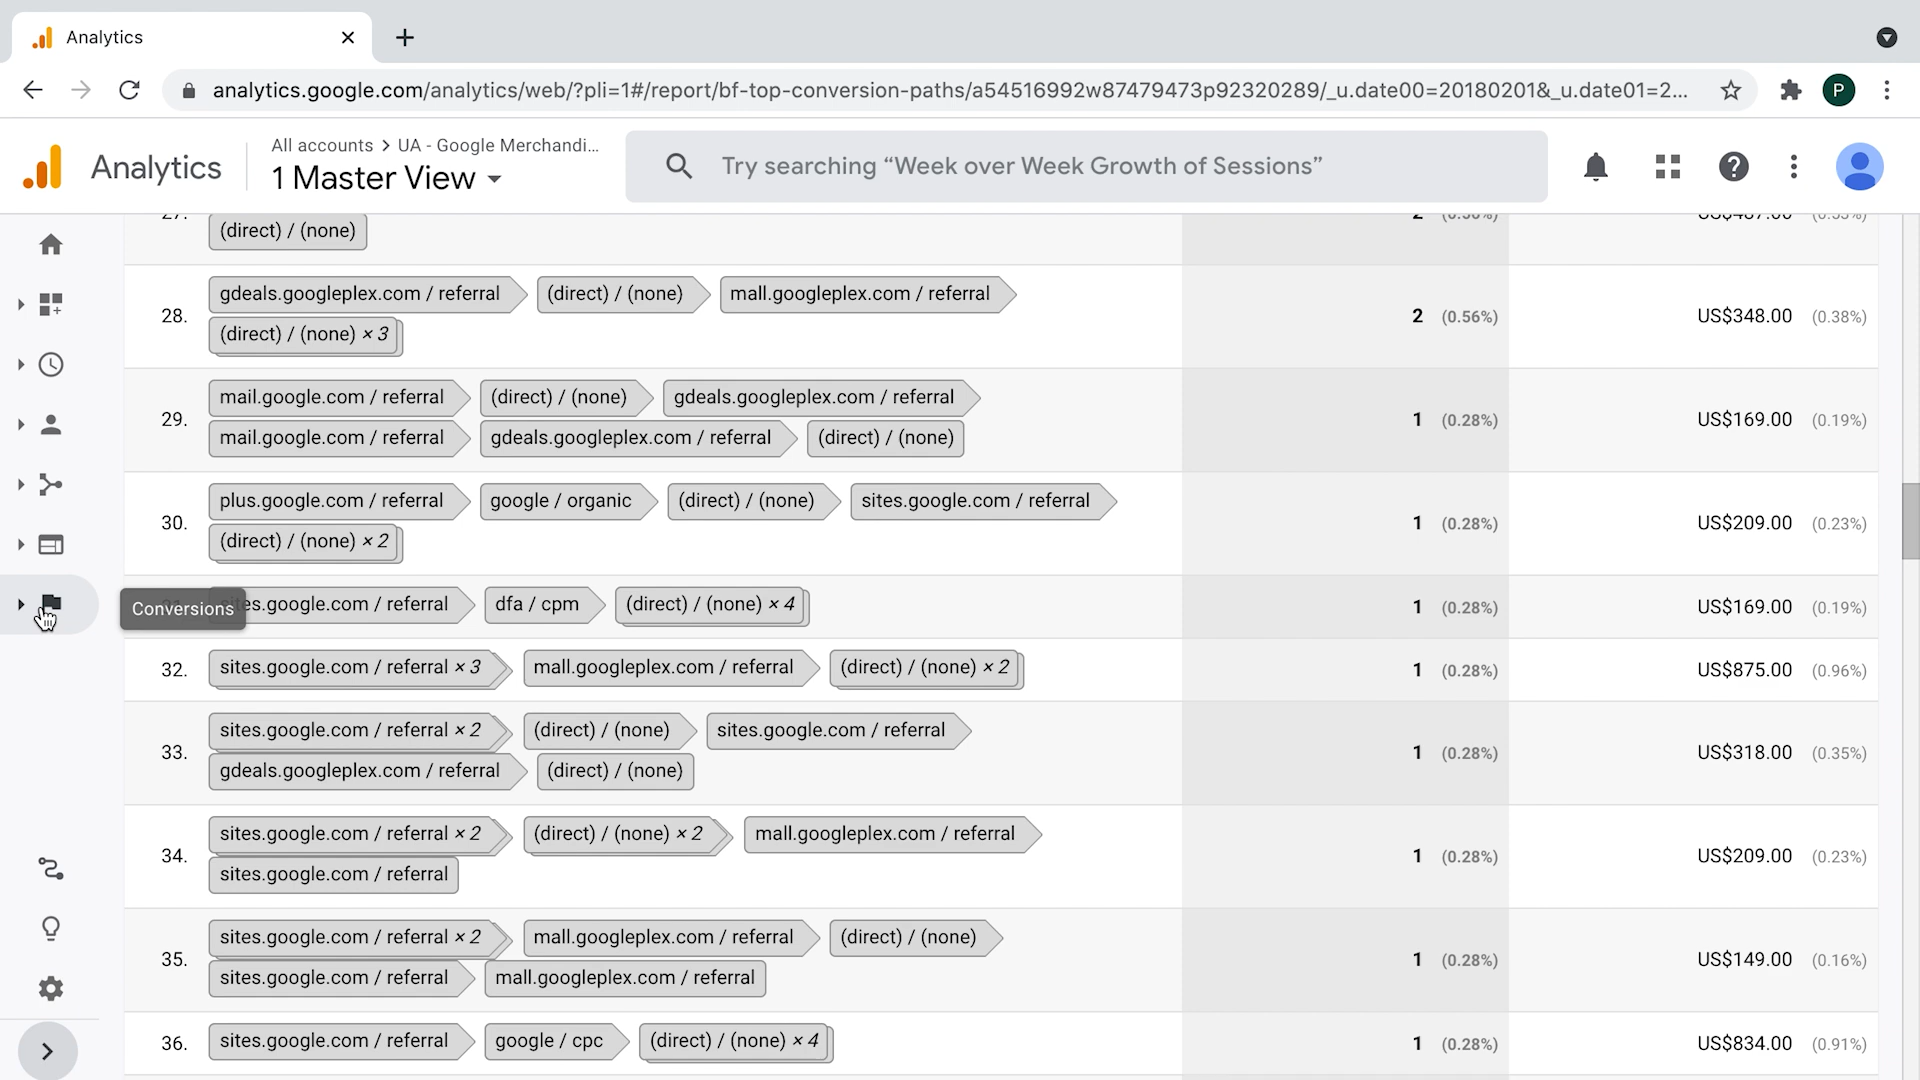 Analytics
analytics.google.com/analytics/web/?pli=1#/report/bf-top-conversion-paths/a54516992w87479473p92320289/_u.date00=20180201&_u.date01=2...
P
Analytics
All accounts > UA - Google Merchandi...
1 Master View
Try searching “Week over Week Growth of Sessions”
(direct) / (none)
28. gdeals.googleplex.com / referral (direct) / (none) mall.googleplex.com / referral 2 (0.56%) US$348.00 (0.38%)
(direct) / (none) × 3
29. mail.google.com / referral (direct) / (none) gdeals.googleplex.com / referral 1 (0.28%) US$169.00 (0.19%)
mail.google.com / referral gdeals.googleplex.com / referral (direct) / (none)
30. plus.google.com / referral google / organic (direct) / (none) sites.google.com / referral 1 (0.28%) US$209.00 (0.23%)
(direct) / (none) × 2
Conversions
tes.google.com / referral dfa / cpm (direct) / (none) × 4 1 (0.28%) US$169.00 (0.19%)
32. sites.google.com / referral × 3 mall.googleplex.com / referral (direct) / (none) × 2 1 (0.28%) US$875.00 (0.96%)
33. sites.google.com / referral × 2 (direct) / (none) sites.google.com / referral 1 (0.28%) US$318.00 (0.35%)
gdeals.googleplex.com / referral (direct) / (none)
34. sites.google.com / referral × 2 (direct) / (none) × 2 mall.googleplex.com / referral 1 (0.28%) US$209.00 (0.23%)
sites.google.com / referral
35. sites.google.com / referral × 2 mall.googleplex.com / referral (direct) / (none) 1 (0.28%) US$149.00 (0.16%)
sites.google.com / referral mall.googleplex.com / referral
36. sites.google.com / referral google / cpc (direct) / (none) × 4 1 (0.28%) US$834.00 (0.91%)